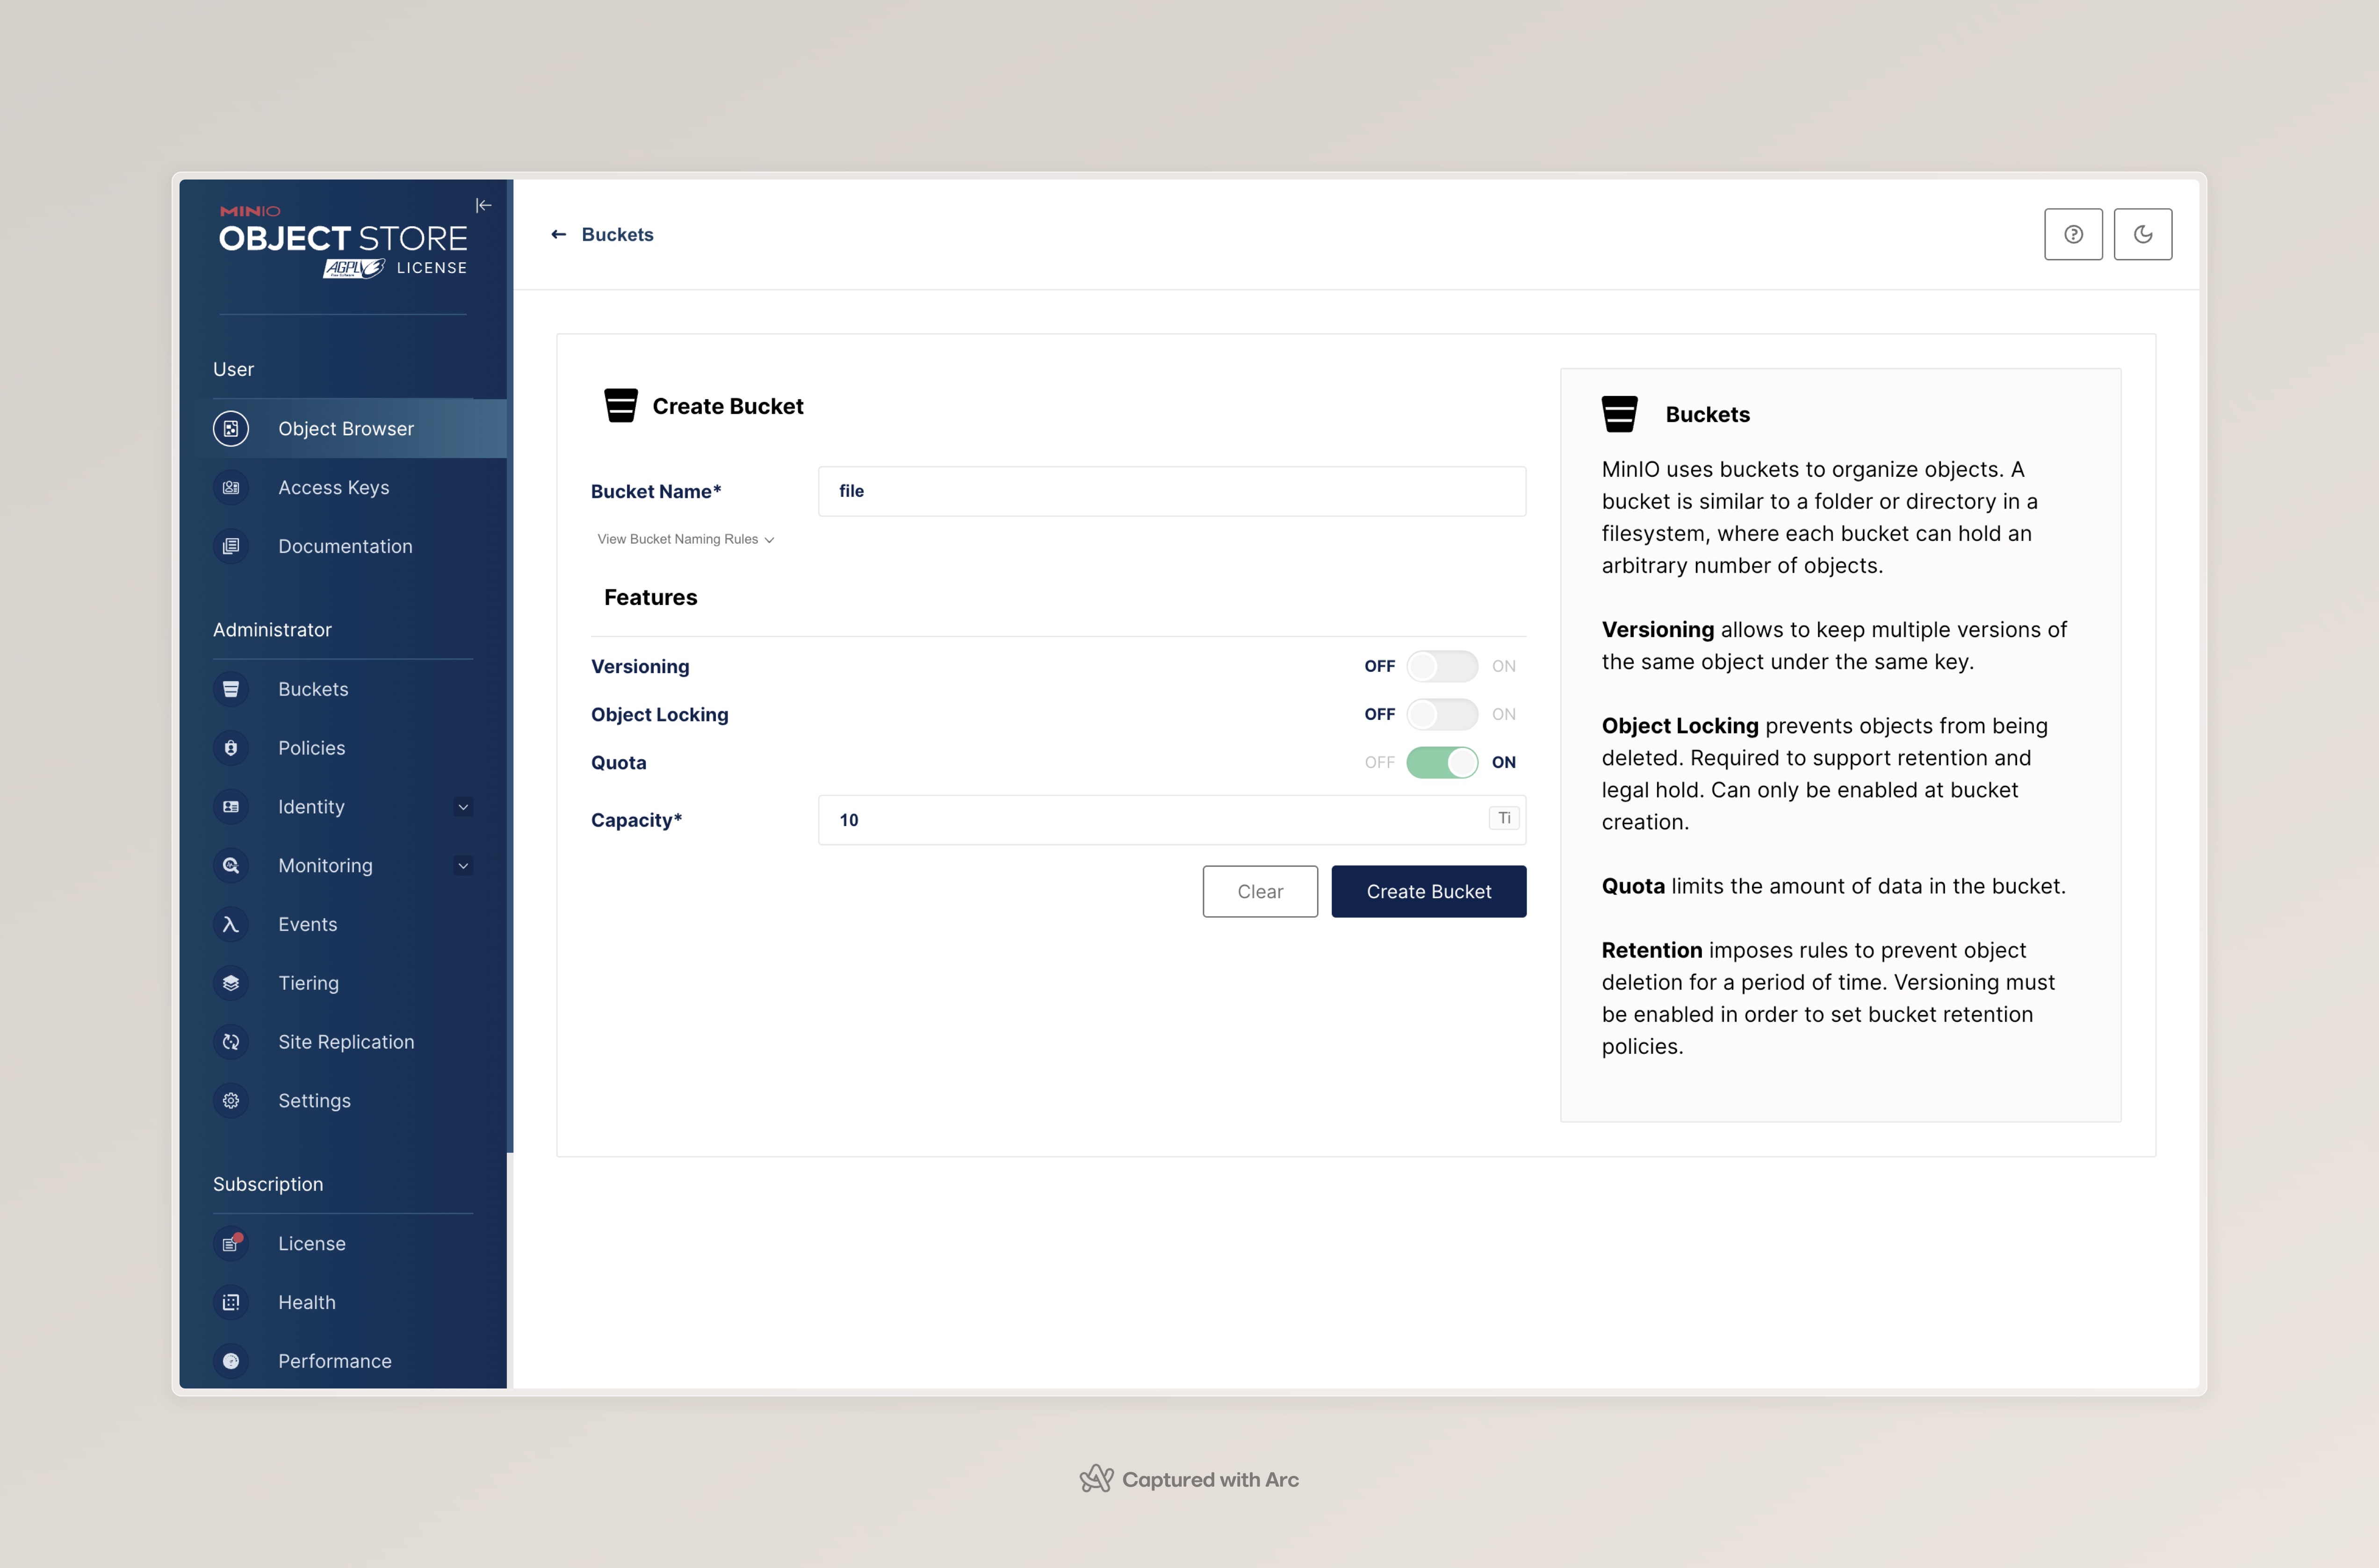 MINIO
OBJECT STORE
AGPLV3 LICENSE
User
Object Browser
Access Keys
Documentation
Administrator
Buckets
Policies
Identity
Monitoring
Events
Tiering
Site Replication
Settings
Subscription
License
Health
Performance
Buckets
Create Bucket
Bucket Name*
file
View Bucket Naming Rules
Features
Versioning OFF ON
Object Locking OFF ON
Quota OFF ON
Capacity* 10 Ti
Clear Create Bucket
Buckets
MinIO uses buckets to organize objects. A
bucket is similar to a folder or directory in a
filesystem, where each bucket can hold an
arbitrary number of objects.
Versioning allows to keep multiple versions of
the same object under the same key.
Object Locking prevents objects from being
deleted. Required to support retention and
legal hold. Can only be enabled at bucket
creation.
Quota limits the amount of data in the bucket.
Retention imposes rules to prevent object
deletion for a period of time. Versioning must
be enabled in order to set bucket retention
policies.
Captured with Arc